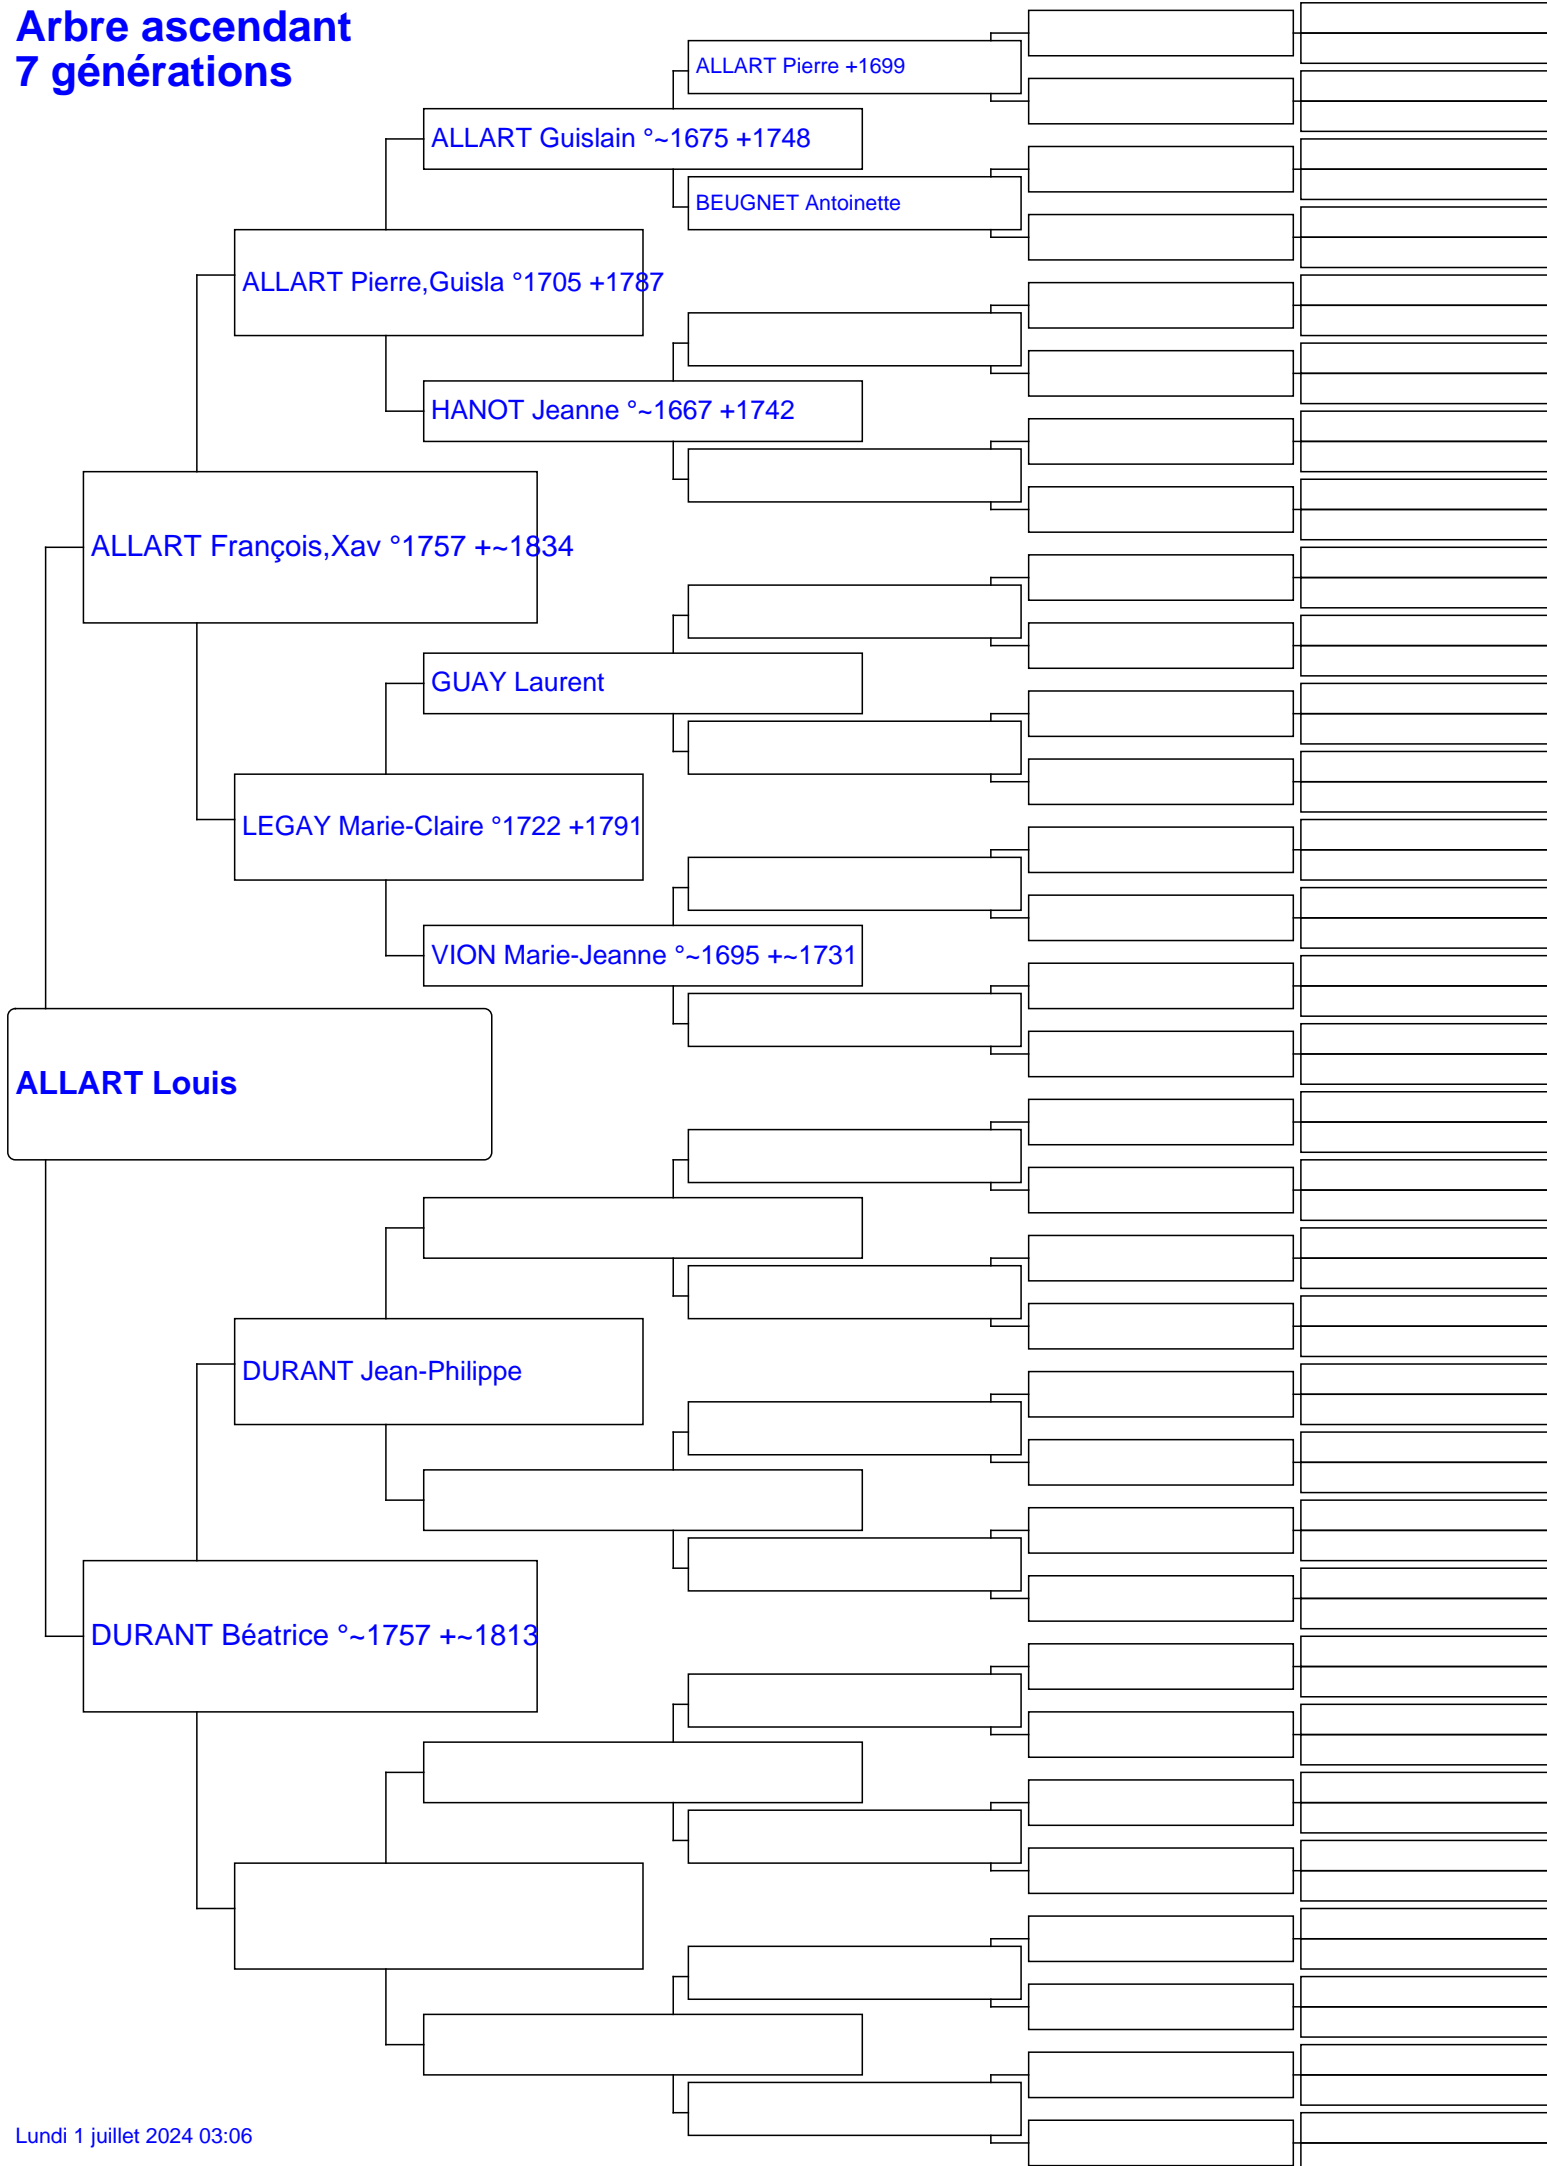 Arbre ascendant
7 générations
ALLART Pierre +1699
ALLART Guislain °~1675 +1748
BEUGNET Antoinette
ALLART Pierre,Guisla °1705 +1787
HANOT Jeanne °~1667 +1742
ALLART François,Xav °1757 +~1834
GUAY Laurent
LEGAY Marie-Claire °1722 +1791
VION Marie-Jeanne °~1695 +~1731
ALLART Louis
DURANT Jean-Philippe
DURANT Béatrice °~1757 +~1813
Lundi 1 juillet 2024 03:06